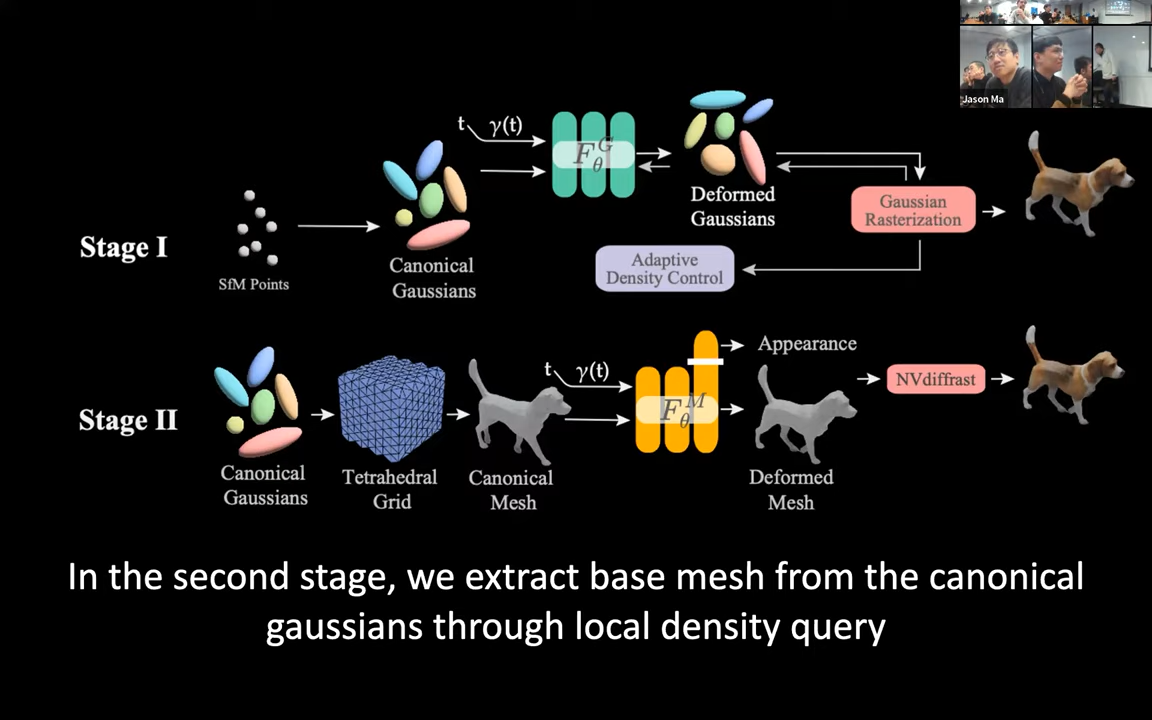 Jason Ma
t
γ(t)
F_θ^G
Deformed
Gaussians
Gaussian
Rasterization
Stage I
SfM Points
Canonical
Gaussians
Adaptive
Density Control
Stage II
t
γ(t)
F_θ^M
Appearance
NVdiffrast
Canonical
Gaussians
Tetrahedral
Grid
Canonical
Mesh
Deformed
Mesh
In the second stage, we extract base mesh from the canonical
gaussians through local density query